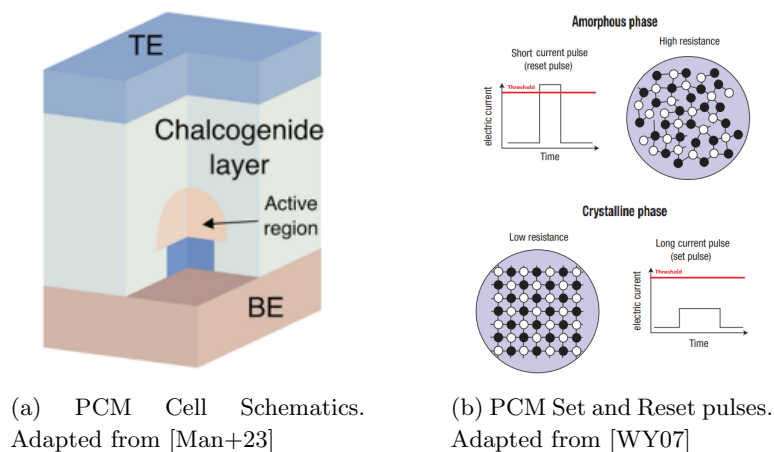 TE
Chalcogenide
layer
Active
region
BE
(a) PCM Cell Schematics.
Adapted from [Man+23]
Amorphous phase
Short current pulse
(reset pulse)
High resistance
Threshold
electric current
Time
Crystalline phase
Low resistance
Long current pulse
(set pulse)
Threshold
electric current
Time
(b) PCM Set and Reset pulses.
Adapted from [WY07]